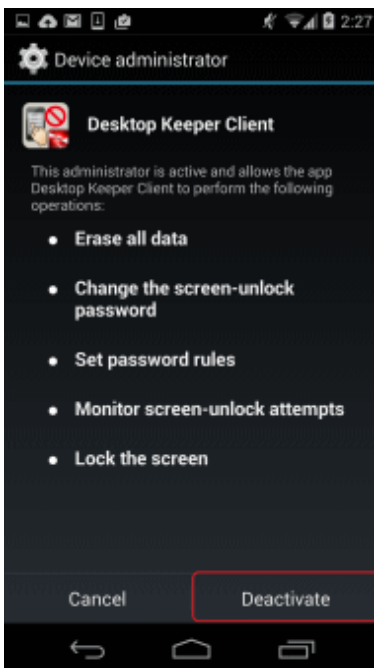 2:27
Device administrator
Desktop Keeper Client
This administrator is active and allows the app
Desktop Keeper Client to perform the following
operations:
• Erase all data
• Change the screen-unlock
password
• Set password rules
• Monitor screen-unlock attempts
• Lock the screen
Cancel Deactivate